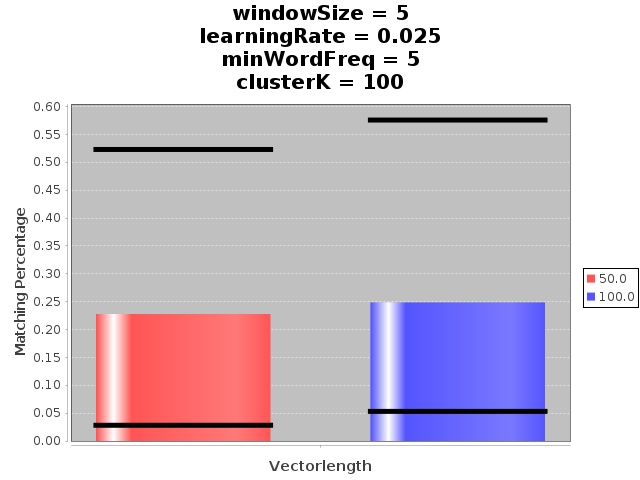 windowSize = 5
learningRate = 0.025
minWordFreq = 5
clusterK = 100
0.60
0.55
0.50
0.45
0.40
0.35
0.30
0.25
0.20
0.15
0.10
0.05
0.00
Matching Percentage
Vectorlength
50.0
100.0